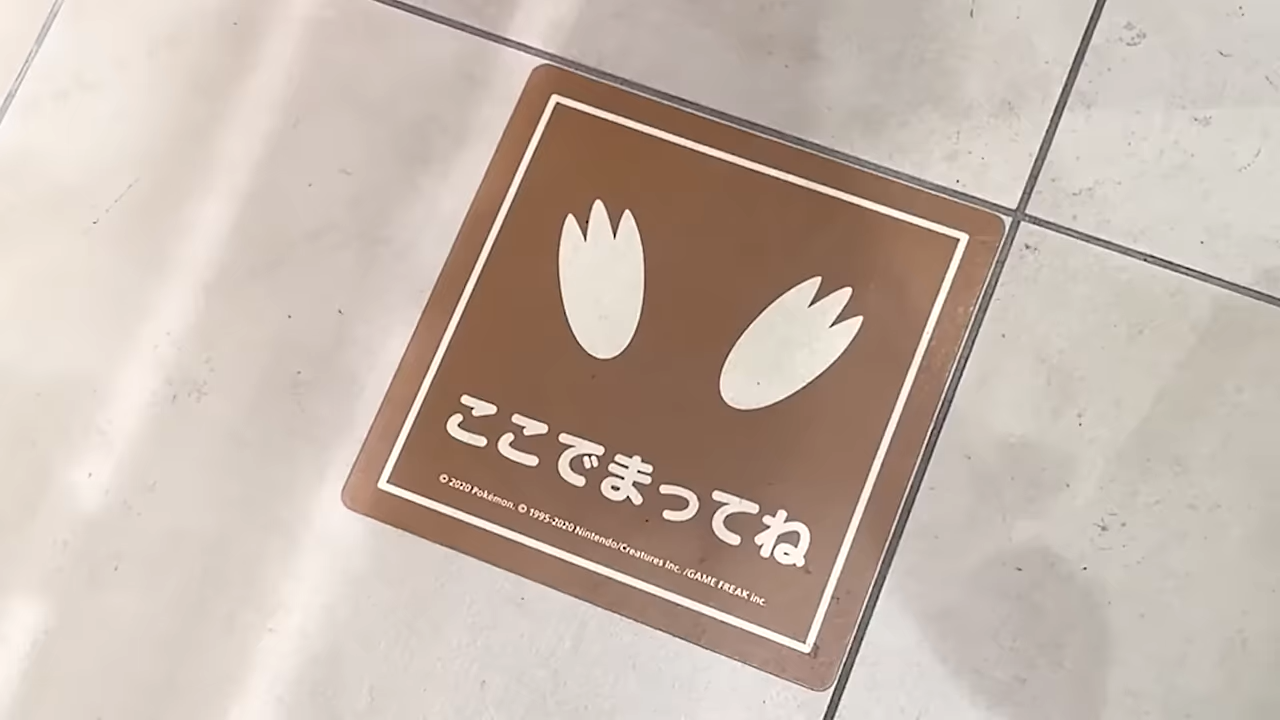 ここでまってね
© 2020 Pokémon. © 1995-2020 Nintendo/Creatures Inc. /GAME FREAK inc.